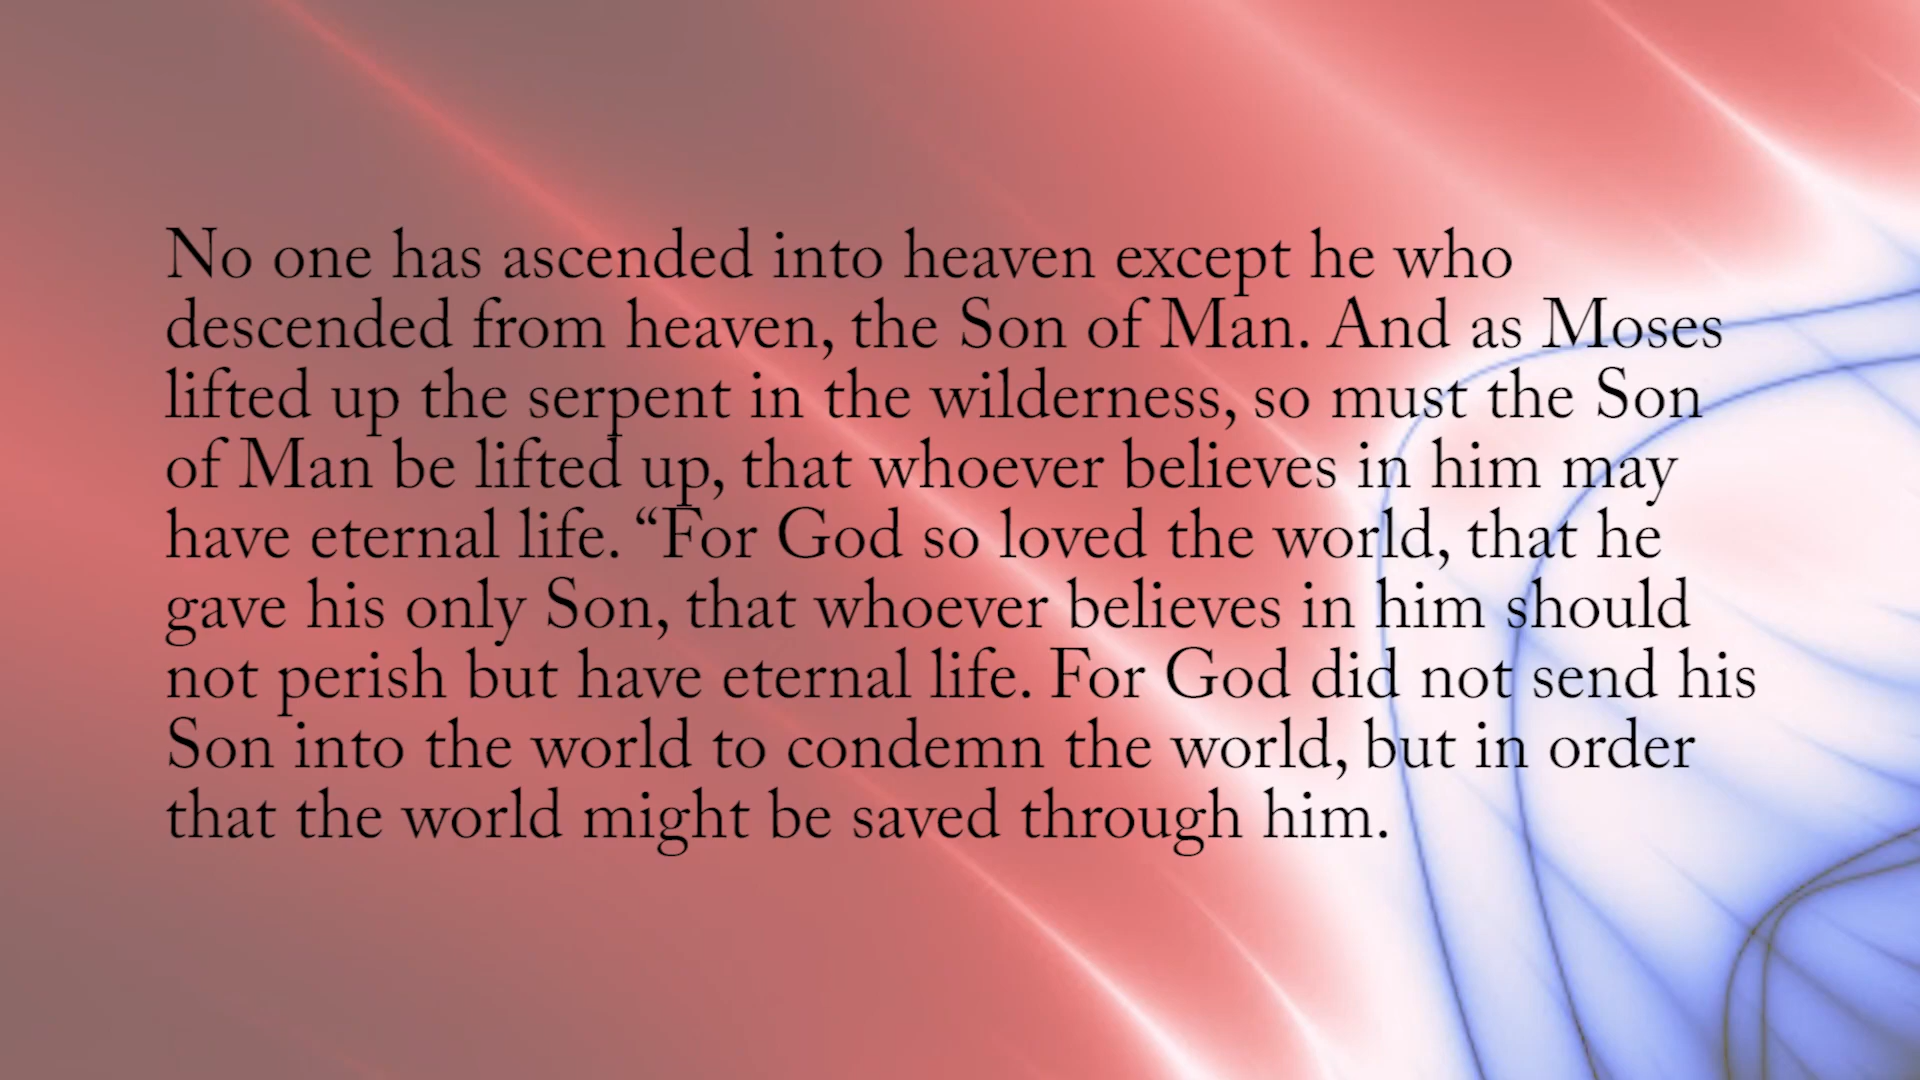 No one has ascended into heaven except he who
descended from heaven, the Son of Man. And as Moses
lifted up the serpent in the wilderness, so must the Son
of Man be lifted up, that whoever believes in him may
have eternal life. “For God so loved the world, that he
gave his only Son, that whoever believes in him should
not perish but have eternal life. For God did not send his
Son into the world to condemn the world, but in order
that the world might be saved through him.